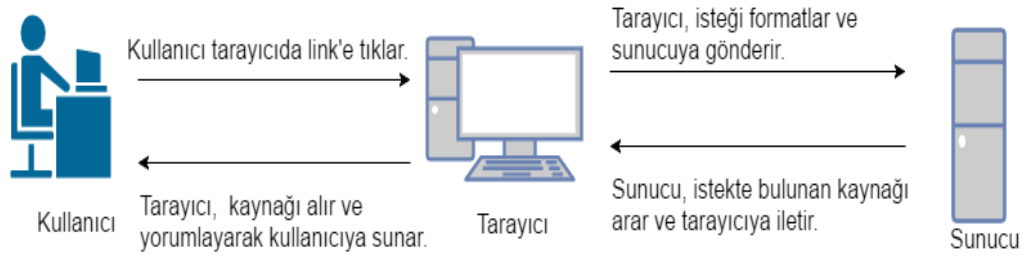 Kullanıcı tarayıcıda link'e tıklar.
Tarayıcı, isteği formatlar ve
sunucuya gönderir.
Kullanıcı
Tarayıcı, kaynağı alır ve
yorumlayarak kullanıcıya sunar.
Tarayıcı
Sunucu, istekte bulunan kaynağı
arar ve tarayıcıya iletir.
Sunucu